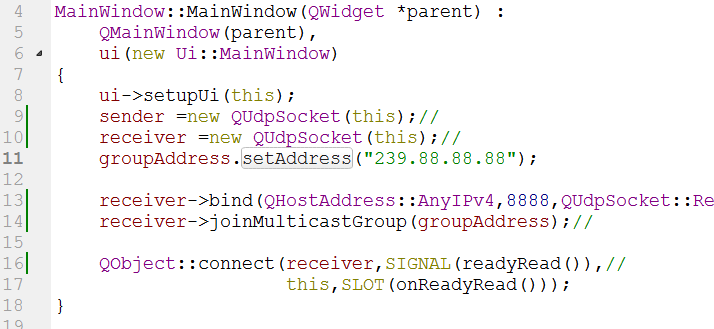 4 MainWindow::MainWindow(QWidget *parent) :
5 QMainWindow(parent),
6 ui(new Ui::MainWindow)
7 {
8 ui->setupUi(this);
9 sender =new QUdpSocket(this);//
10 receiver =new QUdpSocket(this);//
11 groupAddress.setAddress("239.88.88.88");
12
13 receiver->bind(QHostAddress::AnyIPv4,8888,QUdpSocket::Re
14 receiver->joinMulticastGroup(groupAddress);//
15
16 QObject::connect(receiver,SIGNAL(readyRead()),//
17 this,SLOT(onReadyRead()));
18 }
19